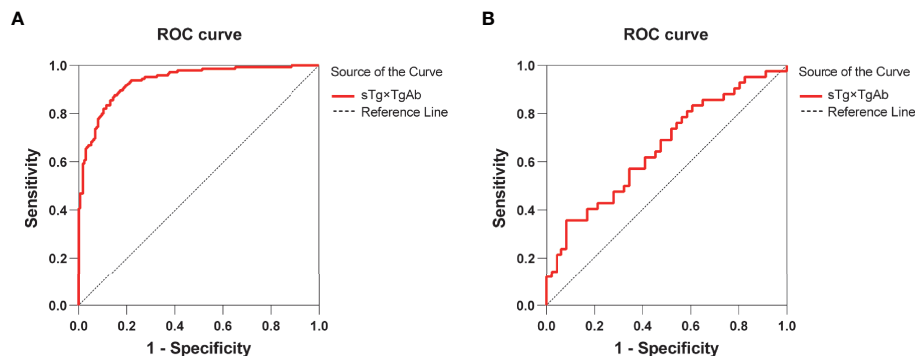 A
ROC curve
1.0
0.8
0.6
0.4
0.2
0.0
Sensitivity
0.0 0.2 0.4 0.6 0.8 1.0
1 - Specificity
Source of the Curve
sTg×TgAb
Reference Line
B
ROC curve
1.0
0.8
0.6
0.4
0.2
0.0
Sensitivity
0.0 0.2 0.4 0.6 0.8 1.0
1 - Specificity
Source of the Curve
sTg×TgAb
Reference Line